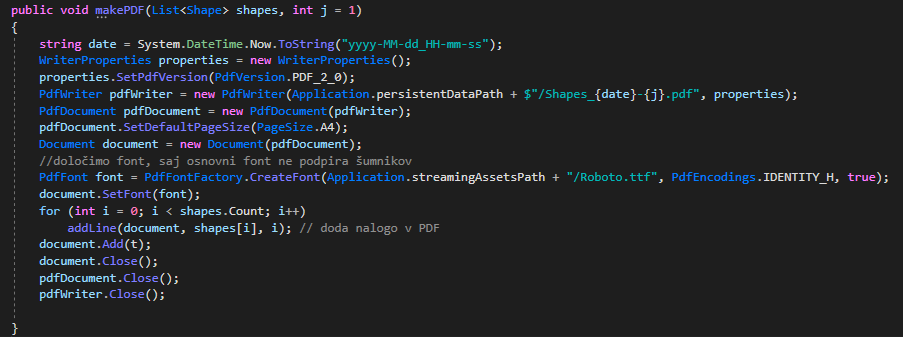 public void makePDF(List<Shape> shapes, int j = 1)
{
    string date = System.DateTime.Now.ToString("yyyy-MM-dd_HH-mm-ss");
    WriterProperties properties = new WriterProperties();
    properties.SetPdfVersion(PdfVersion.PDF_2_0);
    PdfWriter pdfWriter = new PdfWriter(Application.persistentDataPath + $"/Shapes_{date}-{j}.pdf", properties);
    PdfDocument pdfDocument = new PdfDocument(pdfWriter);
    pdfDocument.SetDefaultPageSize(PageSize.A4);
    Document document = new Document(pdfDocument);
    //določimo font, saj osnovni font ne podpira šumnikov
    PdfFont font = PdfFontFactory.CreateFont(Application.streamingAssetsPath + "/Roboto.ttf", PdfEncodings.IDENTITY_H, true);
    document.SetFont(font);
    for (int i = 0; i < shapes.Count; i++)
        addLine(document, shapes[i], i); // doda nalogo v PDF
    document.Add(t);
    document.Close();
    pdfDocument.Close();
    pdfWriter.Close();
}